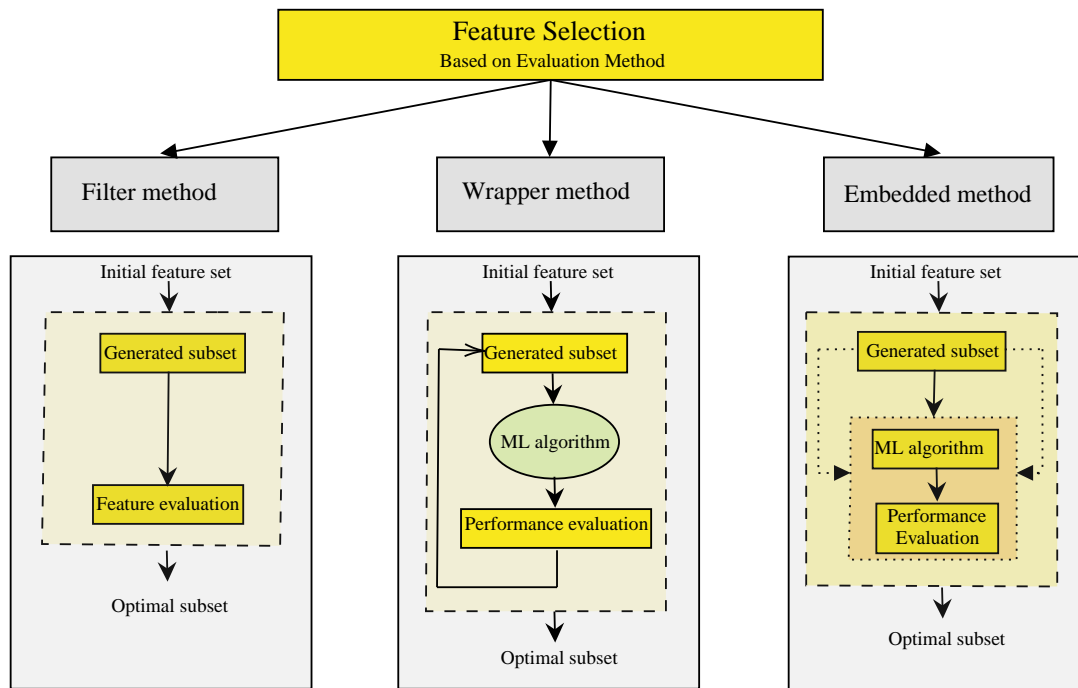 Feature Selection
Based on Evaluation Method
Filter method
Wrapper method
Embedded method
Initial feature set
Generated subset
Feature evaluation
Optimal subset
Initial feature set
Generated subset
ML algorithm
Performance evaluation
Optimal subset
Initial feature set
Generated subset
ML algorithm
Performance
Evaluation
Optimal subset